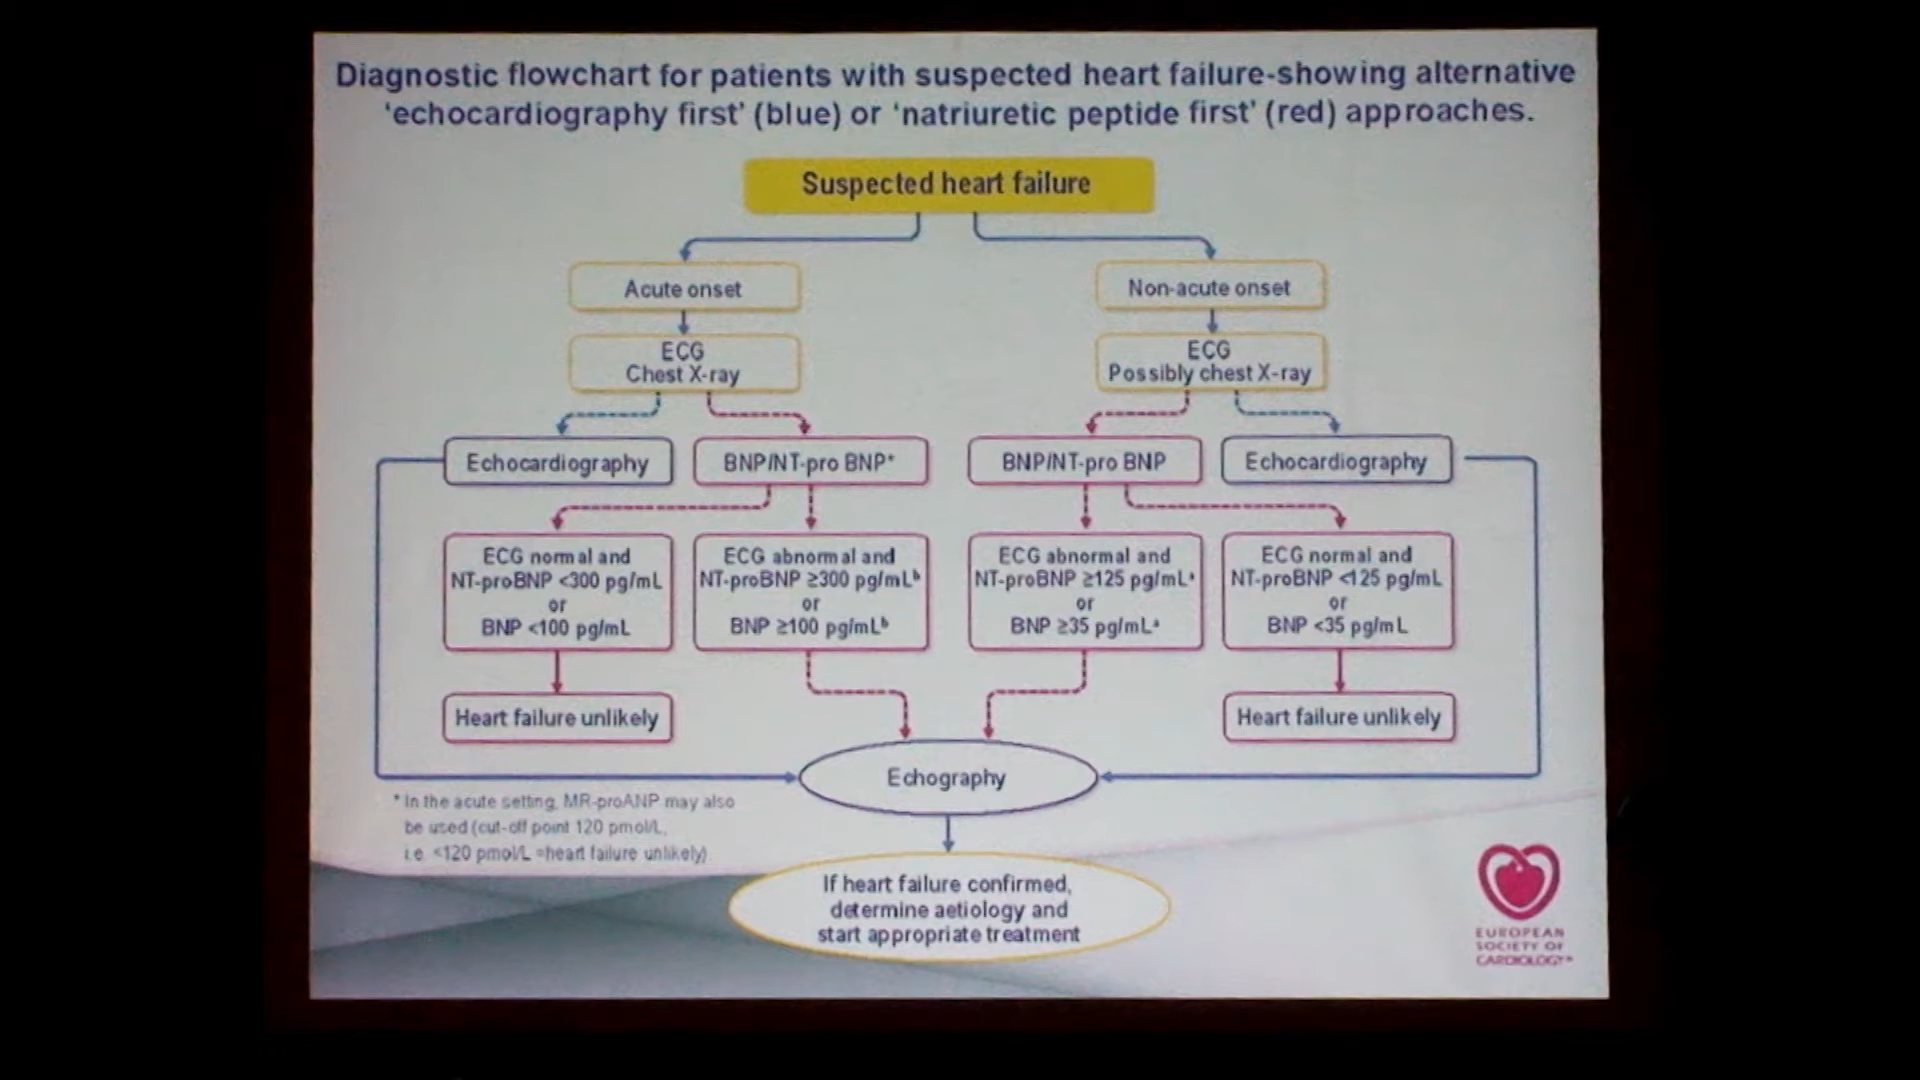 Diagnostic flowchart for patients with suspected heart failure-showing alternative
‘echocardiography first’ (blue) or ‘natriuretic peptide first’ (red) approaches.
Suspected heart failure
Acute onset
Non-acute onset
ECG
Chest X-ray
ECG
Possibly chest X-ray
Echocardiography
BNP/NT-pro BNP*
BNP/NT-pro BNP
Echocardiography
ECG normal and
NT-proBNP <300 pg/mL
or
BNP <100 pg/mL
ECG abnormal and
NT-proBNP ≥300 pg/mLᵇ
or
BNP ≥100 pg/mLᵇ
ECG abnormal and
NT-proBNP ≥125 pg/mLᵃ
or
BNP ≥35 pg/mLᵃ
ECG normal and
NT-proBNP <125 pg/mL
or
BNP <35 pg/mL
Heart failure unlikely
Heart failure unlikely
Echography
* In the acute setting, MR-proANP may also
be used (cut-off point 120 pmol/L,
i.e. <120 pmol/L =heart failure unlikely)
If heart failure confirmed,
determine aetiology and
start appropriate treatment
EUROPEAN
SOCIETY OF
CARDIOLOGY®